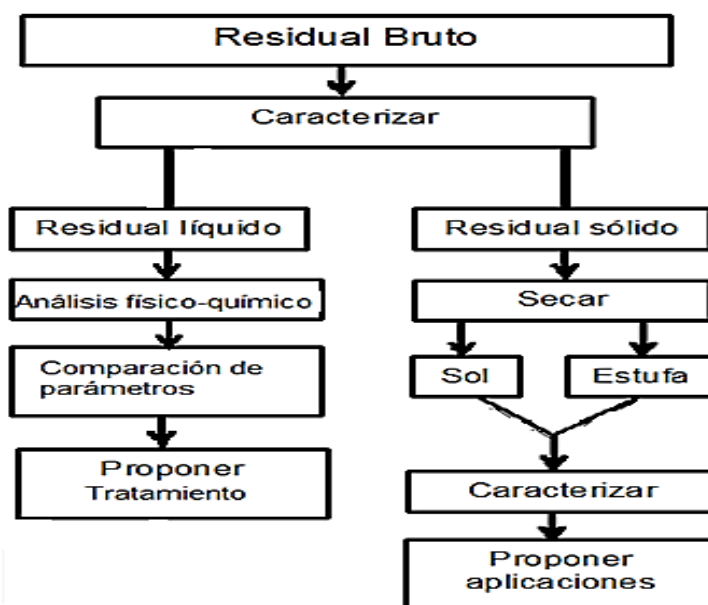 Residual Bruto
Caracterizar
Residual líquido
Análisis físico-químico
Comparación de
parámetros
Proponer
Tratamiento
Residual sólido
Secar
Sol
Estufa
Caracterizar
Proponer
aplicaciones